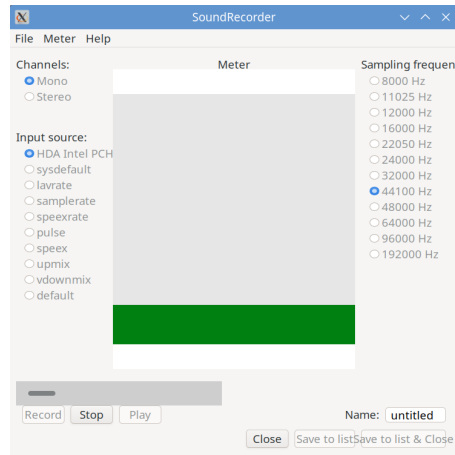 SoundRecorder
File Meter Help
Channels:
Mono
Stereo
Input source:
HDA Intel PCH
sysdefault
lavrate
samplerate
speexrate
pulse
speex
upmix
vdownmix
default
Meter
Sampling frequen
8000 Hz
11025 Hz
12000 Hz
16000 Hz
22050 Hz
24000 Hz
32000 Hz
44100 Hz
48000 Hz
64000 Hz
96000 Hz
192000 Hz
Record Stop Play
Name: untitled
Close Save to list Save to list & Close